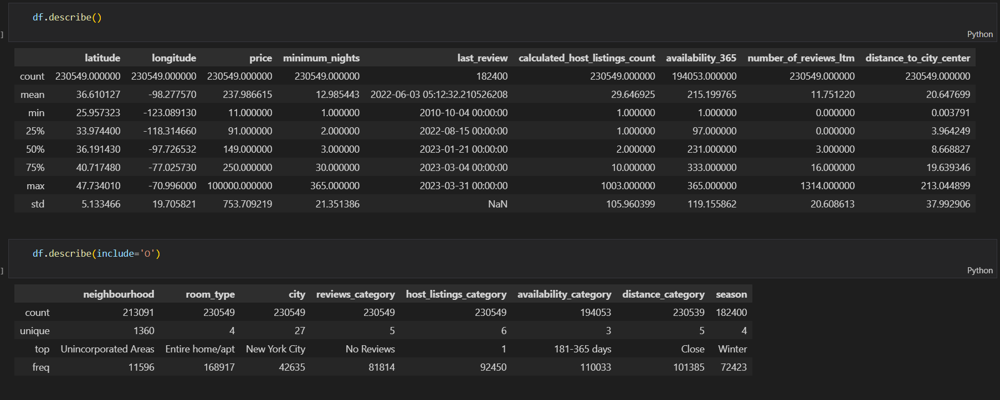 df.describe()
]
Python
latitude longitude price minimum_nights last_review calculated_host_listings_count availability_365 number_of_reviews_ltm distance_to_city_center
count 230549.000000 230549.000000 230549.000000 230549.000000 182400 230549.000000 194053.000000 230549.000000 230549.000000
mean 36.610127 -98.277570 237.986615 12.985443 2022-06-03 05:12:32.210526208 29.646925 215.199765 11.751220 20.647699
min 25.957323 -123.089130 11.000000 1.000000 2010-10-04 00:00:00 1.000000 1.000000 0.000000 0.003791
25% 33.974400 -118.314660 91.000000 2.000000 2022-08-15 00:00:00 1.000000 97.000000 0.000000 3.964249
50% 36.191430 -97.726532 149.000000 3.000000 2023-01-21 00:00:00 2.000000 231.000000 3.000000 8.668827
75% 40.717480 -77.025730 250.000000 30.000000 2023-03-04 00:00:00 10.000000 333.000000 16.000000 19.639346
max 47.734010 -70.996000 100000.000000 365.000000 2023-03-31 00:00:00 1003.000000 365.000000 1314.000000 213.044899
std 5.133466 19.705821 753.709219 21.351386 NaN 105.960399 119.155862 20.608613 37.992906
df.describe(include='O')
]
Python
neighbourhood room_type city reviews_category host_listings_category availability_category distance_category season
count 213091 230549 230549 230549 230549 194053 230539 182400
unique 1360 4 27 5 6 3 5 4
top Unincorporated Areas Entire home/apt New York City No Reviews 1 181-365 days Close Winter
freq 11596 168917 42635 81814 92450 110033 101385 72423